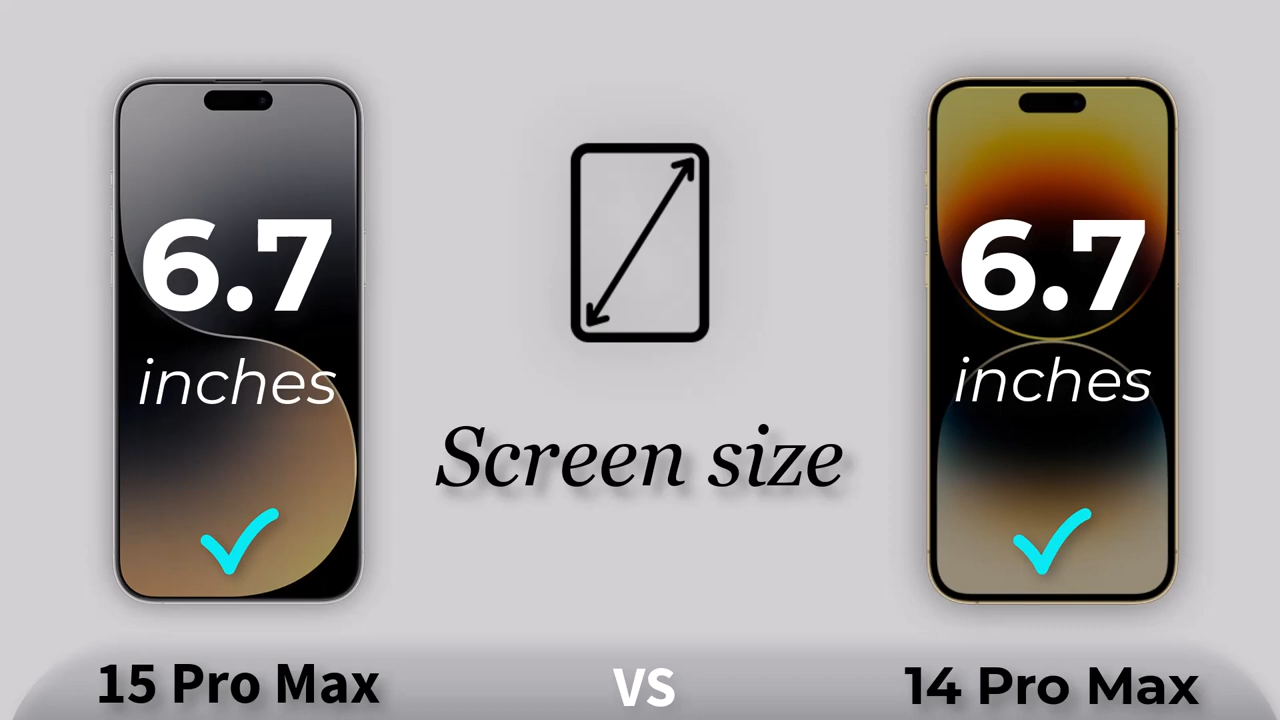 6.7
inches
6.7
inches
Screen size
15 Pro Max
VS
14 Pro Max